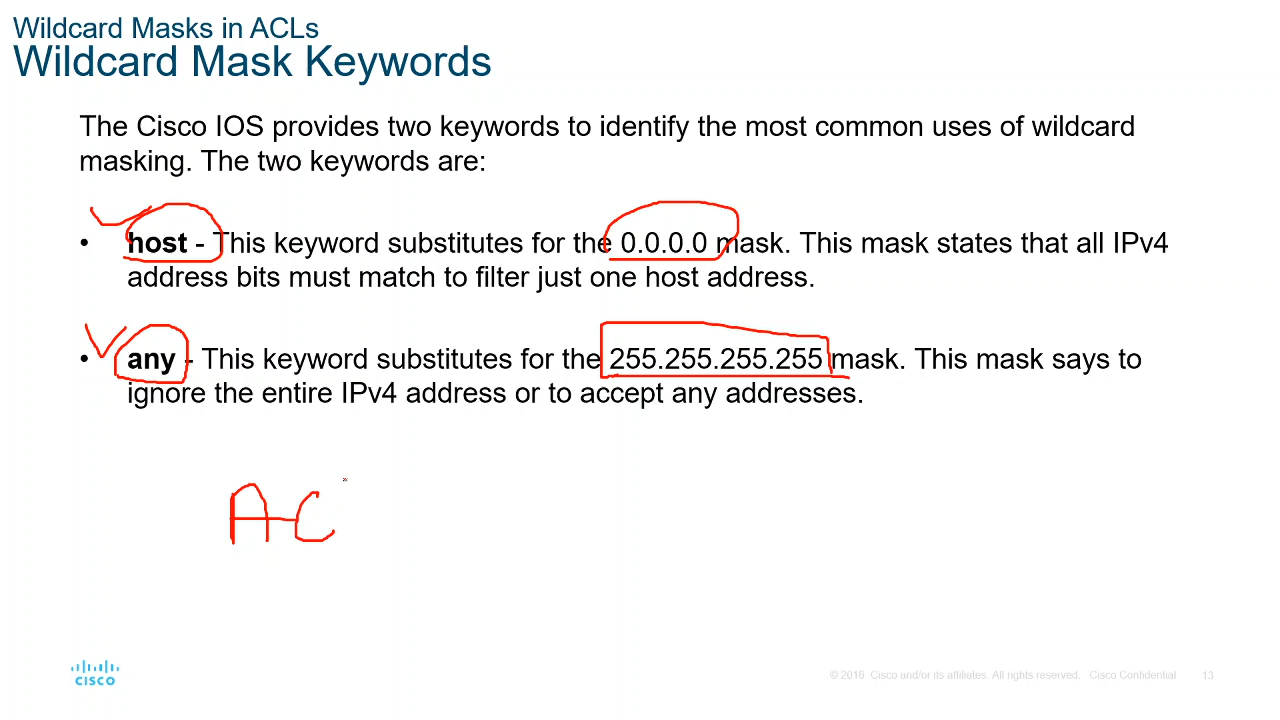 Wildcard Masks in ACLs
Wildcard Mask Keywords
The Cisco IOS provides two keywords to identify the most common uses of wildcard
masking. The two keywords are:
• host - This keyword substitutes for the 0.0.0.0 mask. This mask states that all IPv4
address bits must match to filter just one host address.
• any - This keyword substitutes for the 255.255.255.255 mask. This mask says to
ignore the entire IPv4 address or to accept any addresses.
AC
CISCO
© 2016 Cisco and/or its affiliates. All rights reserved. Cisco Confidential 13